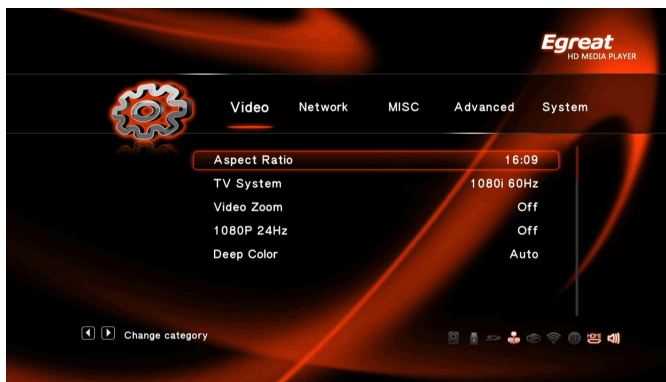 Egreat
HD MEDIA PLAYER
Video Network MISC Advanced System
Aspect Ratio 16:09
TV System 1080i 60Hz
Video Zoom Off
1080P 24Hz Off
Deep Color Auto
Change category